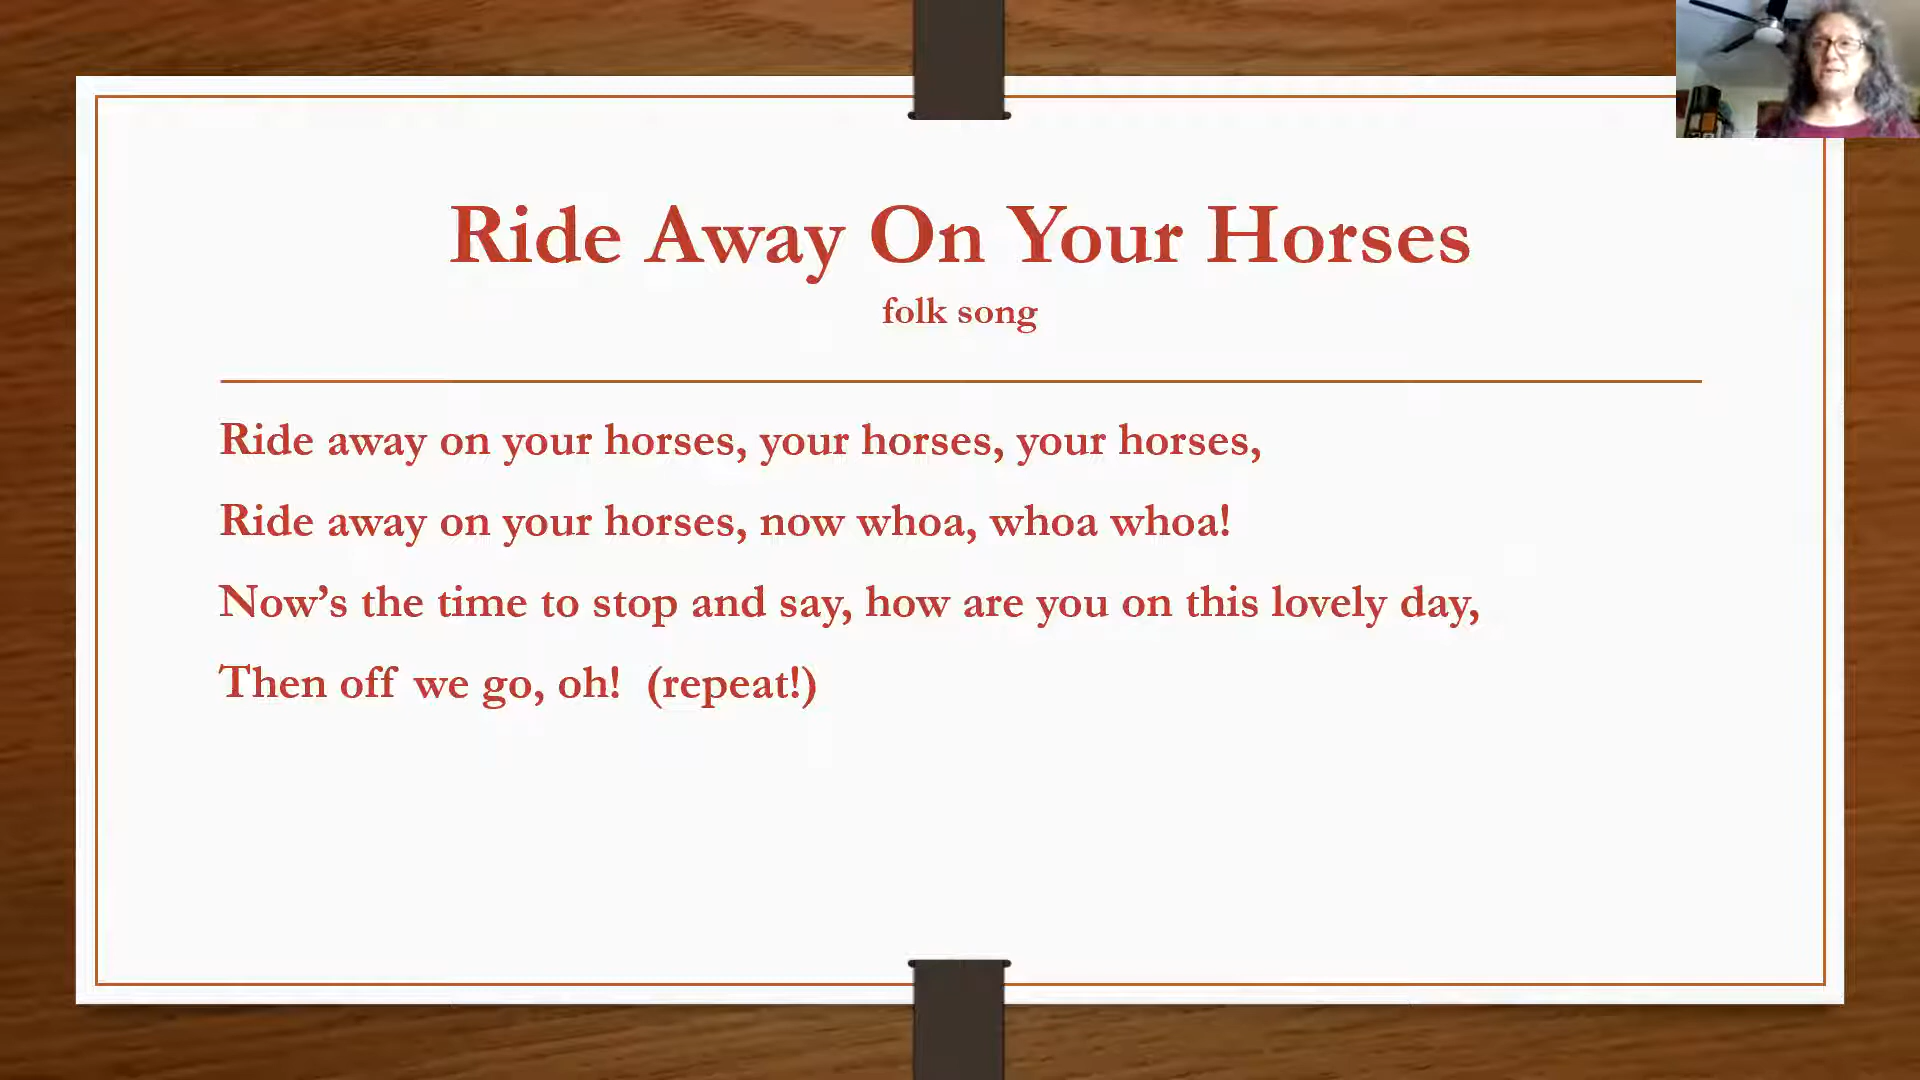 Ride Away On Your Horses
folk song
Ride away on your horses, your horses, your horses,
Ride away on your horses, now whoa, whoa whoa!
Now’s the time to stop and say, how are you on this lovely day,
Then off we go, oh! (repeat!)